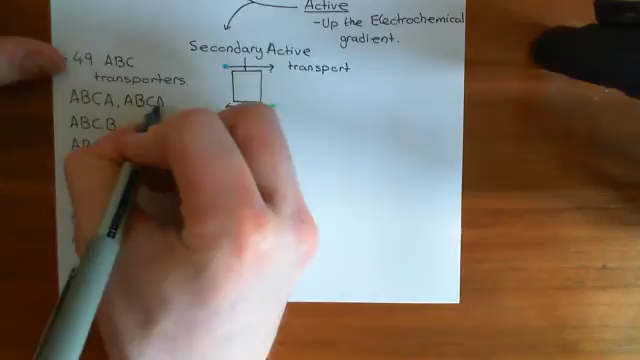 Active
-Up the Electrochemical
gradient.
Secondary Active
transport
49 ABC
transporters.
ABCA, ABCA
ABCB